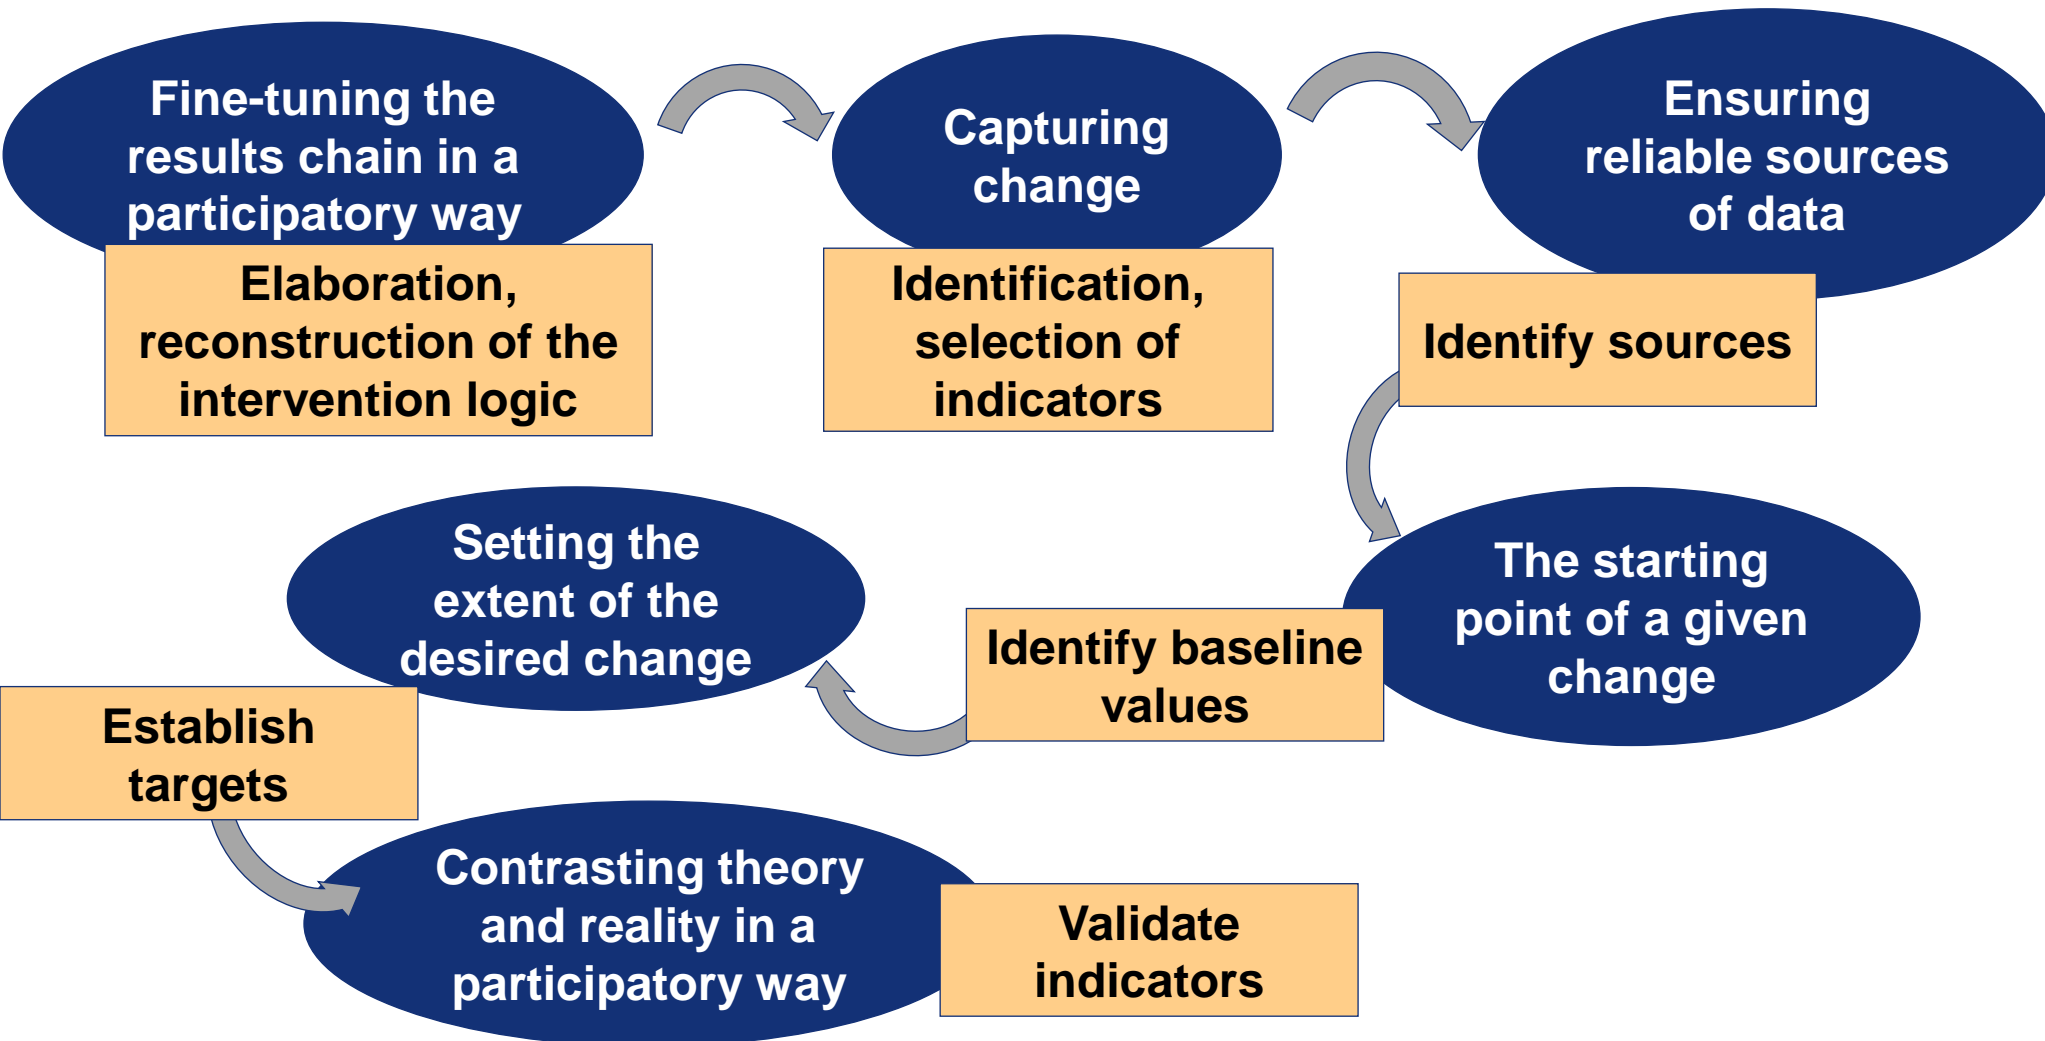 Fine-tuning the
results chain in a
participatory way
Elaboration,
reconstruction of the
intervention logic
Capturing
change
Identification,
selection of
indicators
Ensuring
reliable sources
of data
Identify sources
The starting
point of a given
change
Identify baseline
values
Setting the
extent of the
desired change
Establish
targets
Contrasting theory
and reality in a
participatory way
Validate
indicators